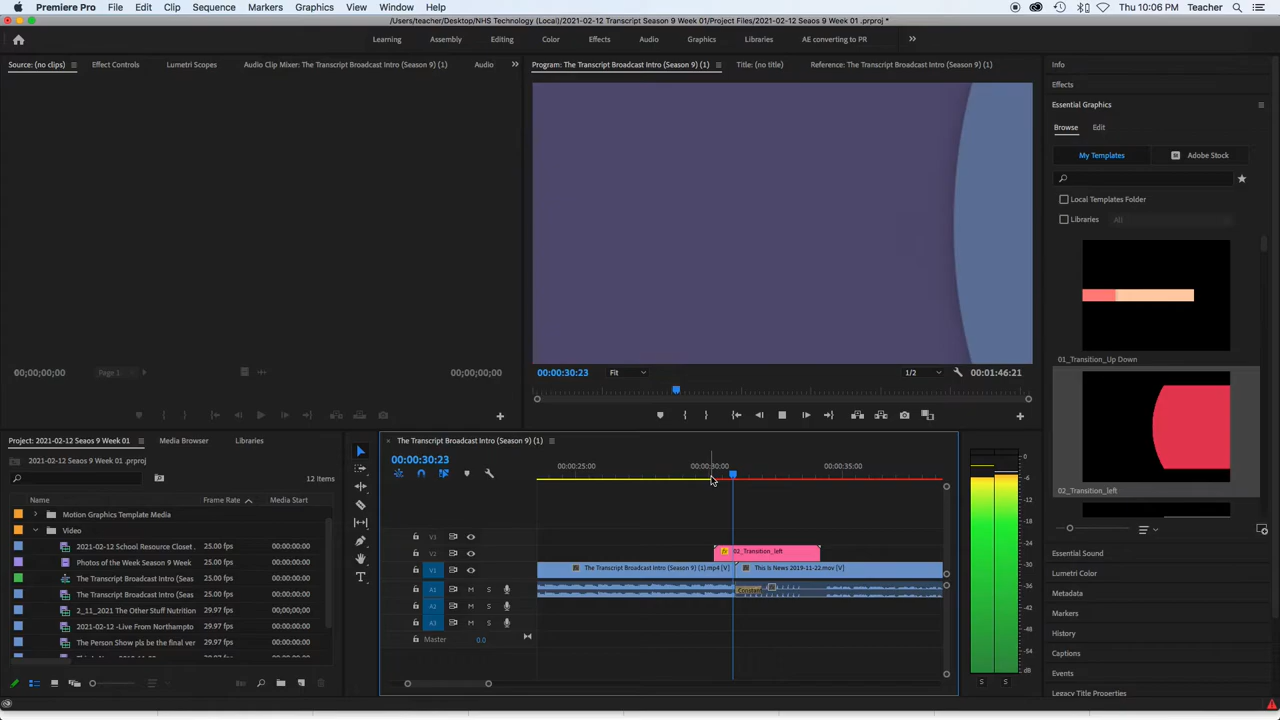 Premiere Pro File Edit Clip Sequence Markers Graphics View Window Help Thu 10:06 PM Teacher
/Users/teacher/Desktop/NHS Technology (Local)/2021-02-12 Transcript Season 9 Week 01/Project Files/2021-02-12 Seaos 9 Week 01 .prproj *
Learning Assembly Editing Color Effects Audio Graphics Libraries AE converting to PR
Source: (no clips) Effect Controls Lumetri Scopes Audio Clip Mixer: The Transcript Broadcast Intro (Season 9) (1) Audio
Program: The Transcript Broadcast Intro (Season 9) (1) Title: (no title) Reference: The Transcript Broadcast Intro (Season 9) (1)
Info
Effects
Essential Graphics
Browse Edit
My Templates Adobe Stock
Local Templates Folder
Libraries All
01_Transition_Up Down
02_Transition_left
00;00;00;00 Page 1 00;00;00;00
00:00:30:23 Fit 1/2 00:01:46:21
Project: 2021-02-12 Seaos 9 Week 01 Media Browser Libraries
2021-02-12 Seaos 9 Week 01 .prproj
12 Items
Name Frame Rate Media Start
Motion Graphics Template Media
Video
2021-02-12 School Resource Closet . 25.00 fps 00:00:00:00
Photos of the Week Season 9 Week 25.00 fps 00:00:00:00
The Transcript Broadcast Intro (Seas 25.00 fps 00:00:00:00
The Transcript Broadcast Intro (Seas 25.00 fps 00:00:00:00
2_11_2021 The Other Stuff Nutrition 29.97 fps 00;00;00;00
2021-02-12 -Live From Northampto 29.97 fps 00:00:00:00
The Person Show pls be the final ver 29.97 fps 00:00:00:00
The Transcript Broadcast Intro (Season 9) (1)
00:00:30:23
00:00:25:00 00:00:30:00 00:00:35:00
V3
V2 fx 02_Transition_left
V1 The Transcript Broadcast Intro (Season 9) (1).mp4 [V] This Is News 2019-11-22.mov [V]
A1 M S
A2 M S
A3 M S
Master 0.0
0
-6
-12
-18
-24
-30
-36
-42
-48
-54
dB
S S
Essential Sound
Lumetri Color
Metadata
Markers
History
Captions
Events
Legacy Title Properties